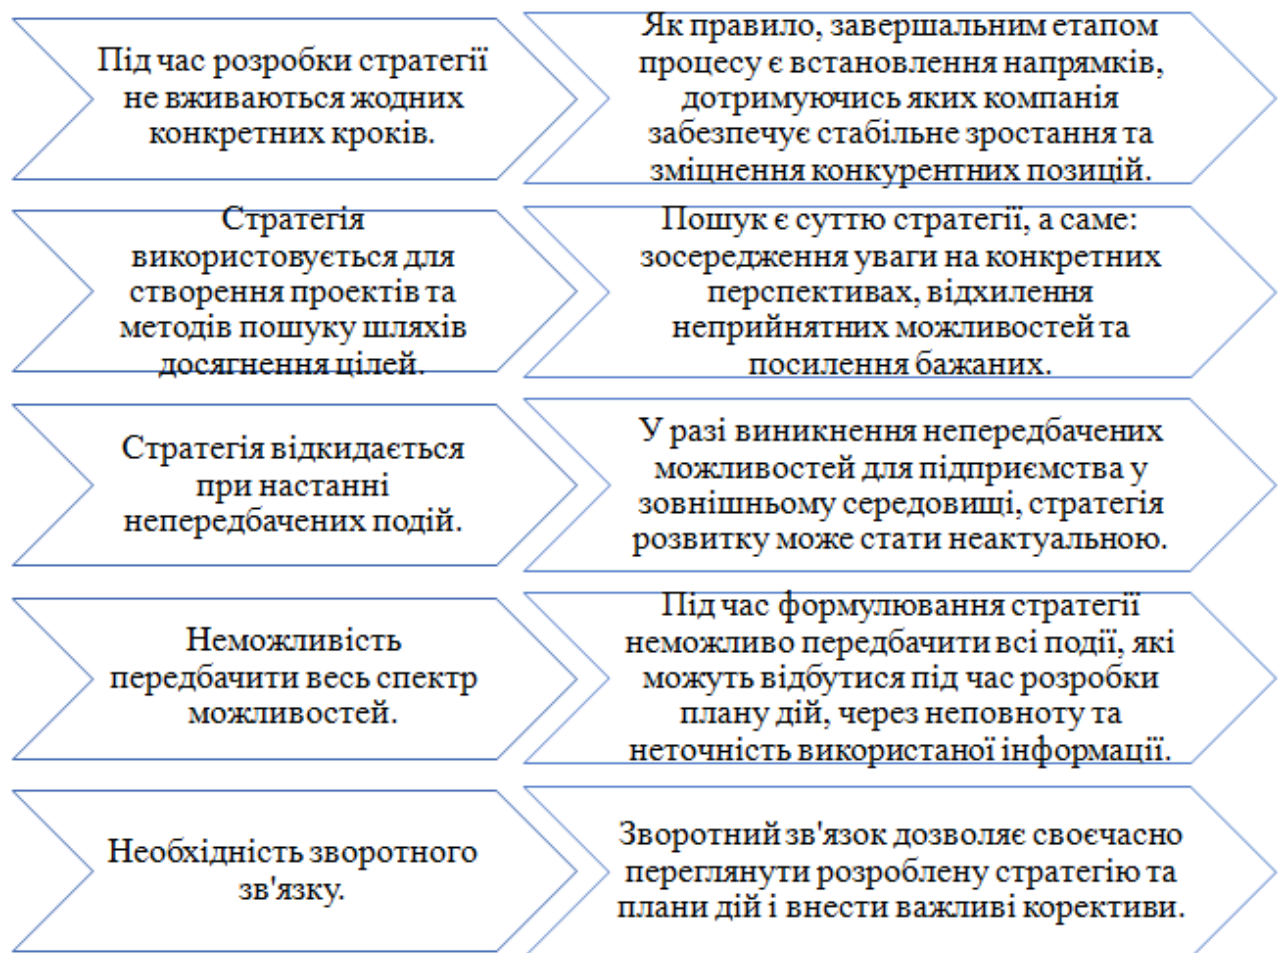 Під час розробки стратегії
не вживаються жодних
конкретних кроків.
Як правило, завершальним етапом
процесу є встановлення напрямків,
дотримуючись яких компанія
забезпечує стабільне зростання та
зміцнення конкурентних позицій.
Стратегія
використовується для
створення проектів та
методів пошуку шляхів
досягнення цілей.
Пошук є суттю стратегії, а саме:
зосередження уваги на конкретних
перспективах, відхилення
неприйнятних можливостей та
посилення бажаних.
Стратегія відкидається
при настанні
непередбачених подій.
У разі виникнення непередбачених
можливостей для підприємства у
зовнішньому середовищі, стратегія
розвитку може стати неактуальною.
Неможливість
передбачити весь спектр
можливостей.
Під час формулювання стратегії
неможливо передбачити всі події, які
можуть відбутися під час розробки
плану дій, через неповноту та
неточність використаної інформації.
Необхідність зворотного
зв'язку.
Зворотний зв'язок дозволяє своєчасно
переглянути розроблену стратегію та
плани дій і внести важливі корективи.